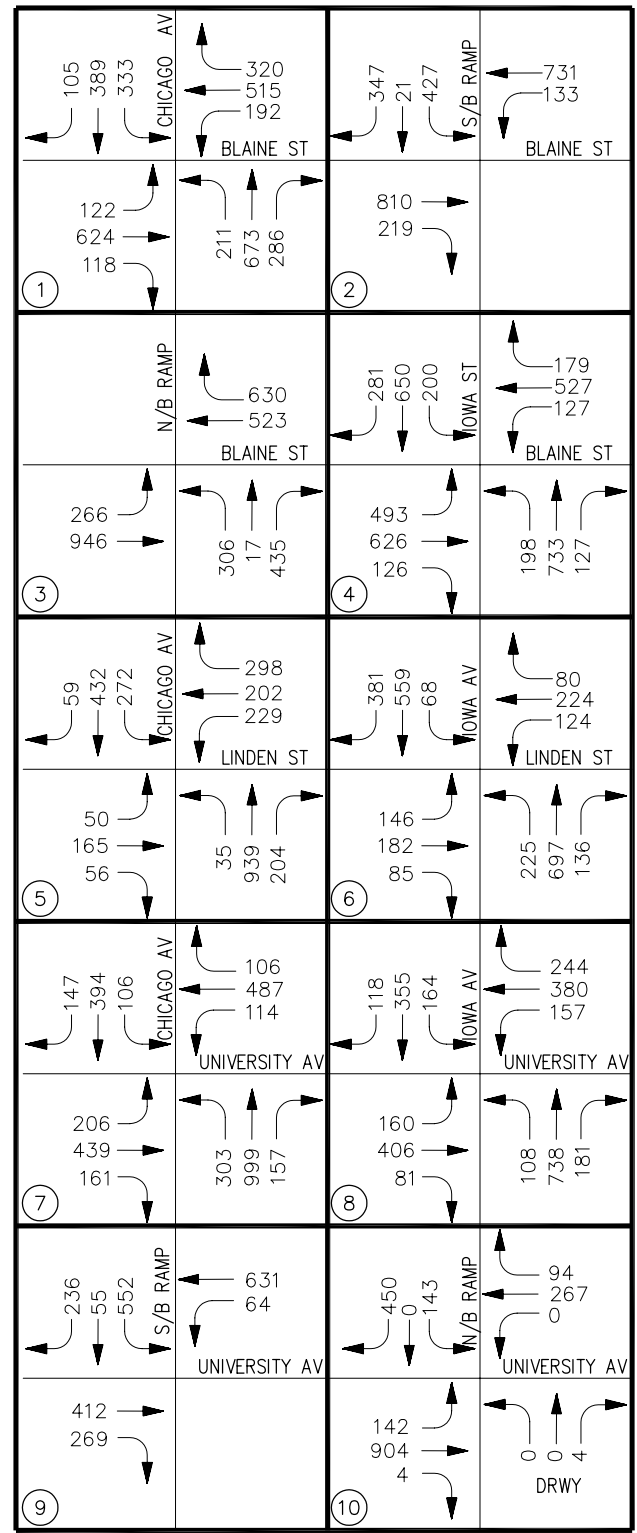 105 389 333
CHICAGO AV
320
515
192
BLAINE ST
122
624
118
211 673 286
1
347 21 427
S/B RAMP
731
133
BLAINE ST
810
219
2
N/B RAMP
630
523
BLAINE ST
266
946
306 17 435
3
281 650 200
IOWA ST
179
527
127
BLAINE ST
493
626
126
198 733 127
4
59 432 272
CHICAGO AV
298
202
229
LINDEN ST
50
165
56
35 939 204
5
381 559 68
IOWA AV
80
224
124
LINDEN ST
146
182
85
225 697 136
6
147 394 106
CHICAGO AV
106
487
114
UNIVERSITY AV
206
439
161
303 999 157
7
118 355 164
IOWA AV
244
380
157
UNIVERSITY AV
160
406
81
108 738 181
8
236 55 552
S/B RAMP
631
64
UNIVERSITY AV
412
269
9
450 0 143
N/B RAMP
94
267
0
UNIVERSITY AV
142
904
4
0 0 4
DRWY
10